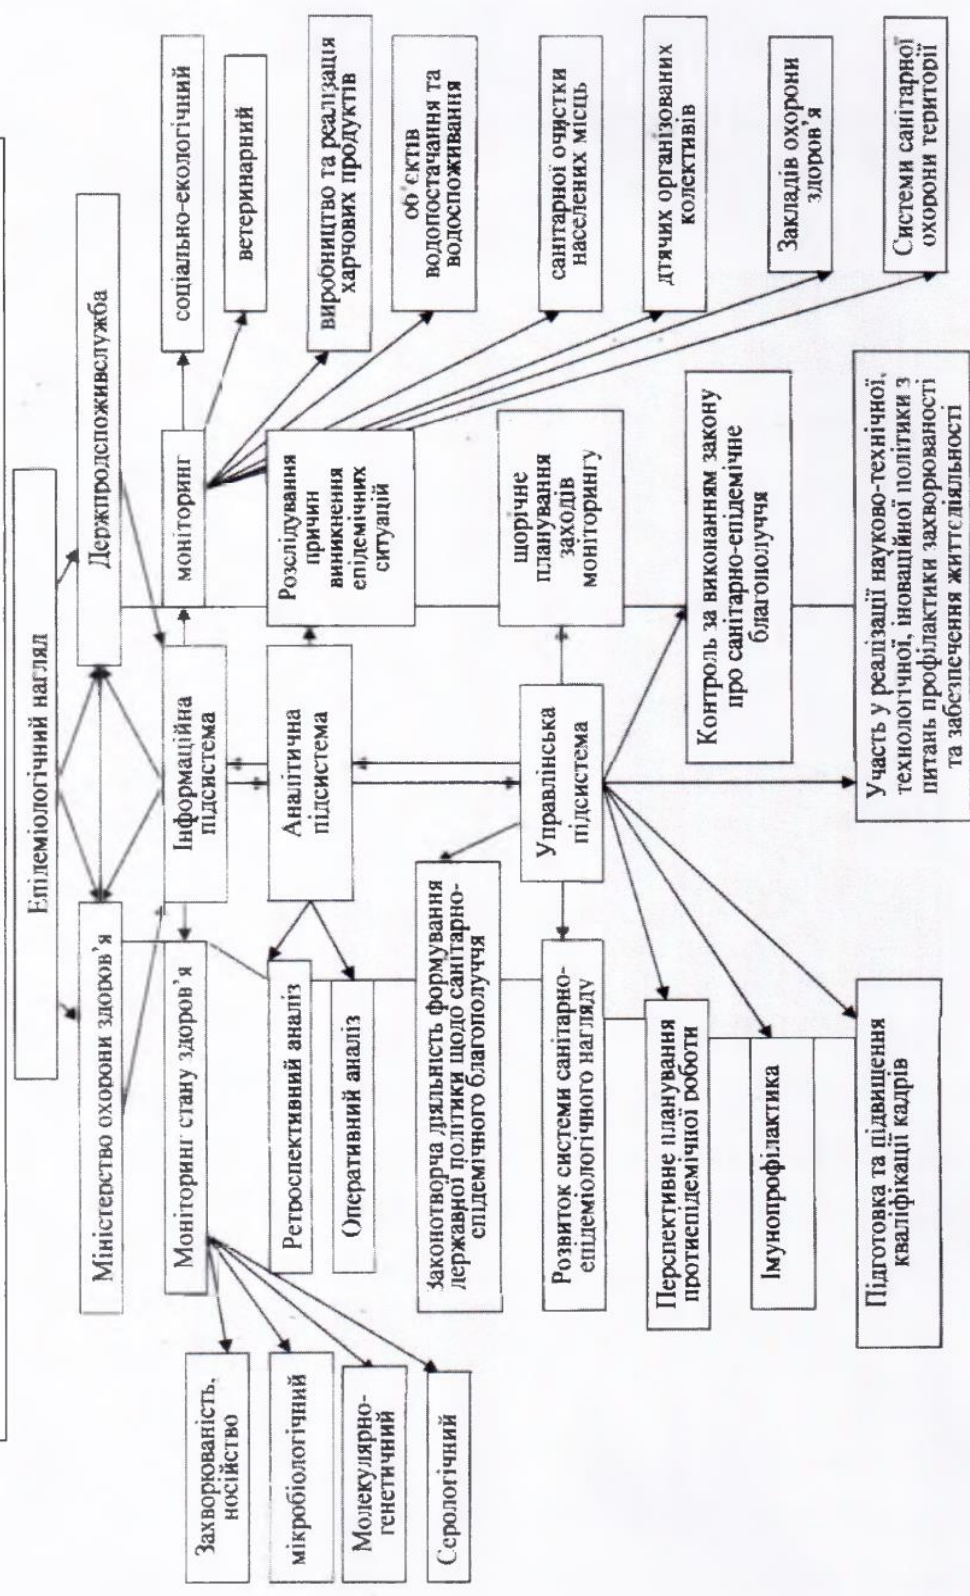 Епілеміологічний нагляд
Міністерство охорони здоров'я
Держпродспоживслужба
Моніторинг стану здоров'я
Інформаційна
підсистема
моніторинг
соціально-екологічний
ветеринарний
виробництво та реалізація
харчових продуктів
об'єктів
водопостачання та
водоспоживання
санітарної очистки
населених місць
дтячих організованих
колективів
Закладів охорони
здоров'я
Системи санітарної
охорони території
Захворюваність,
носійство
мікробіологічний
Молекулярно-
генетичний
Серологічний
Ретроспективний аналіз
Оперативний аналіз
Аналітична
підсистема
Розслідування
причин
виникнення
епідемічних
ситуацій
Законотворча діяльність формування
державної політики щодо санітарно-
епідемічного благополуччя
Розвиток системи санітарно-
епідеміологічного нагляду
Управлінська
підсистема
щорічне
планування
заходів
моніторингу
Перспективне планування
протиепідемічної роботи
Контроль за виконанням закону
про санітарно-епідемічне
благополуччя
Імунопрофілактика
Підготовка та підвищення
кваліфікації кадрів
Участь у реалізації науково-технічної,
технологічної, іноваційної політики з
питань профілактики захворюваності
та забезпечення життєдіяльності